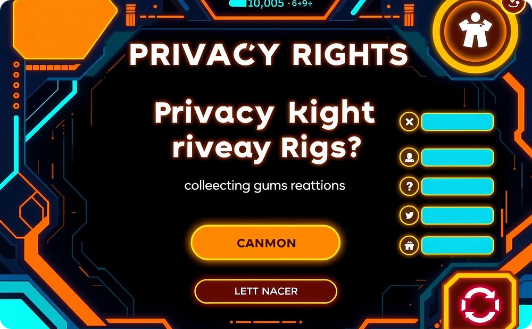 10,005
PRIVACY RIGHTS
Privacy kight
riveay Rigs?
colleecting gums reattions
CANMON
LETT NACER